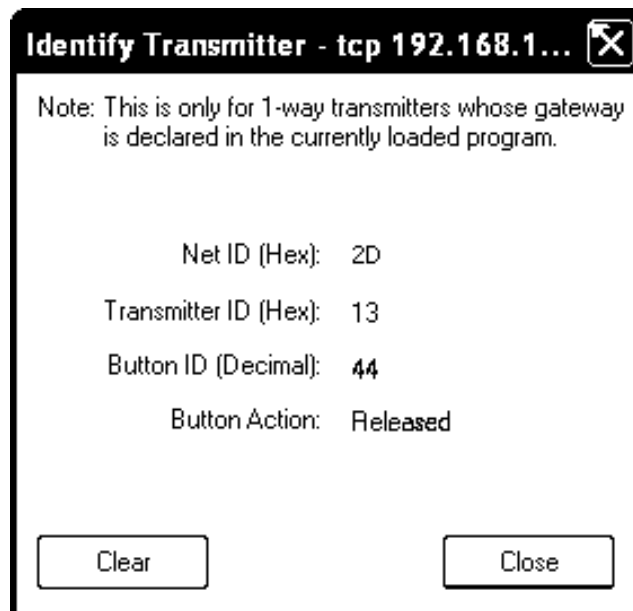 Identify Transmitter - tcp 192.168.1...
Note: This is only for 1-way transmitters whose gateway
is declared in the currently loaded program.
Net ID (Hex): 2D
Transmitter ID (Hex): 13
Button ID (Decimal): 44
Button Action: Released
Clear Close